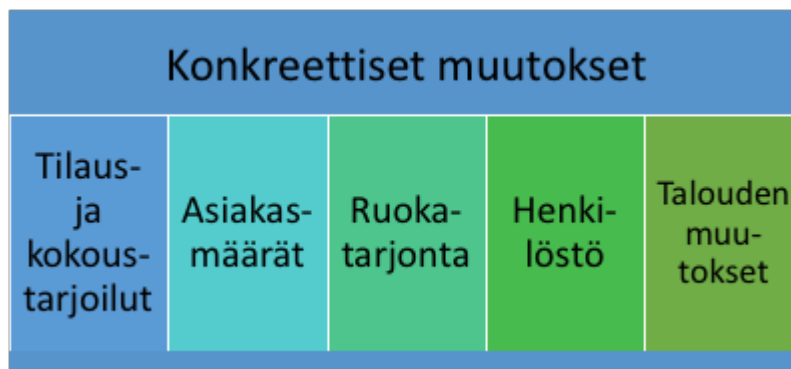 Konkreettiset muutokset
Tilaus-
ja
kokous-
tarjoilut
Asiakas-
määrät
Ruoka-
tarjonta
Henki-
löstö
Talouden
muu-
tokset